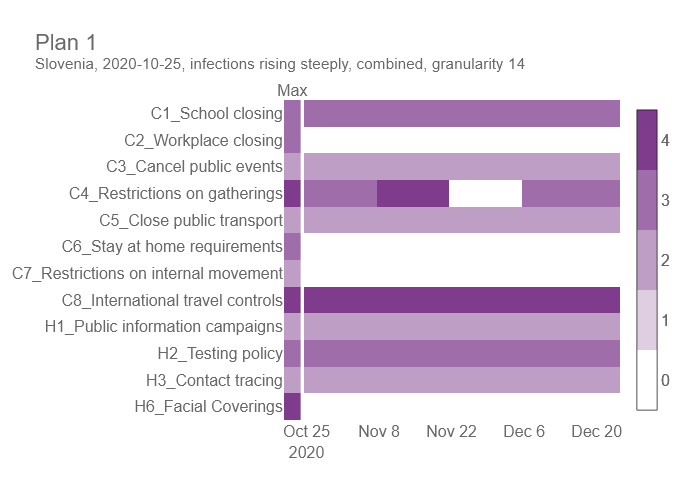 Plan 1
Slovenia, 2020-10-25, infections rising steeply, combined, granularity 14
Max
C1_School closing
C2_Workplace closing
C3_Cancel public events
C4_Restrictions on gatherings
C5_Close public transport
C6_Stay at home requirements
C7_Restrictions on internal movement
C8_International travel controls
H1_Public information campaigns
H2_Testing policy
H3_Contact tracing
H6_Facial Coverings
4
3
2
1
0
Oct 25 Nov 8 Nov 22 Dec 6 Dec 20
2020